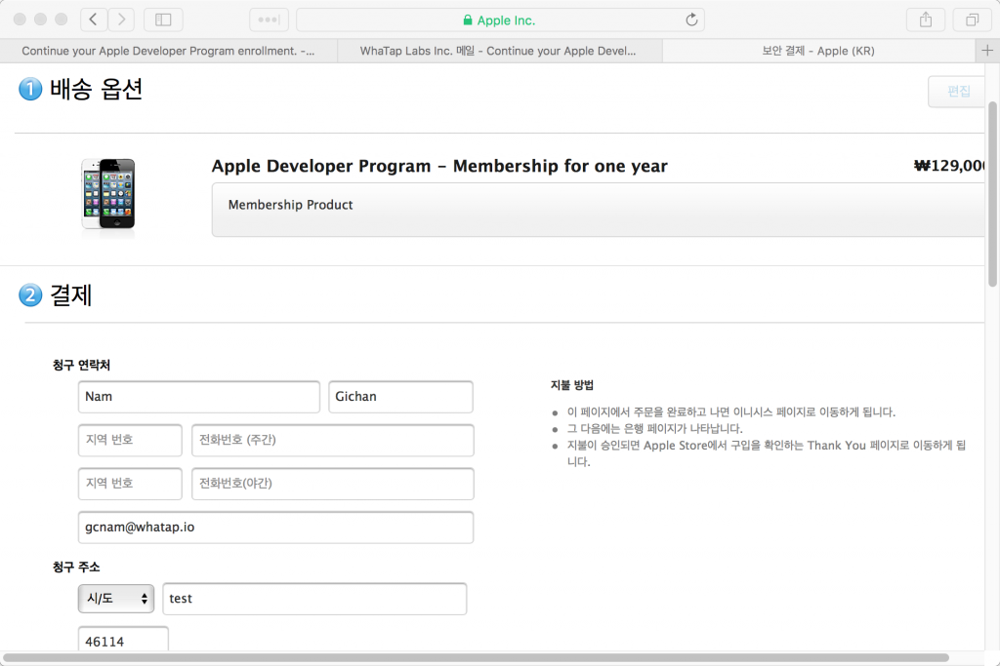 Apple Inc.
Continue your Apple Developer Program enrollment. -...
WhaTap Labs Inc. 메일 - Continue your Apple Devel...
보안 결제 - Apple (KR)
1 배송 옵션
편집
Apple Developer Program – Membership for one year
₩129,000
Membership Product
2 결제
청구 연락처
Nam
Gichan
지역 번호
전화번호 (주간)
지역 번호
전화번호(야간)
gcnam@whatap.io
청구 주소
시/도
test
46114
지불 방법
이 페이지에서 주문을 완료하고 나면 이니시스 페이지로 이동하게 됩니다.
그 다음에는 은행 페이지가 나타납니다.
지불이 승인되면 Apple Store에서 구입을 확인하는 Thank You 페이지로 이동하게 됩
니다.